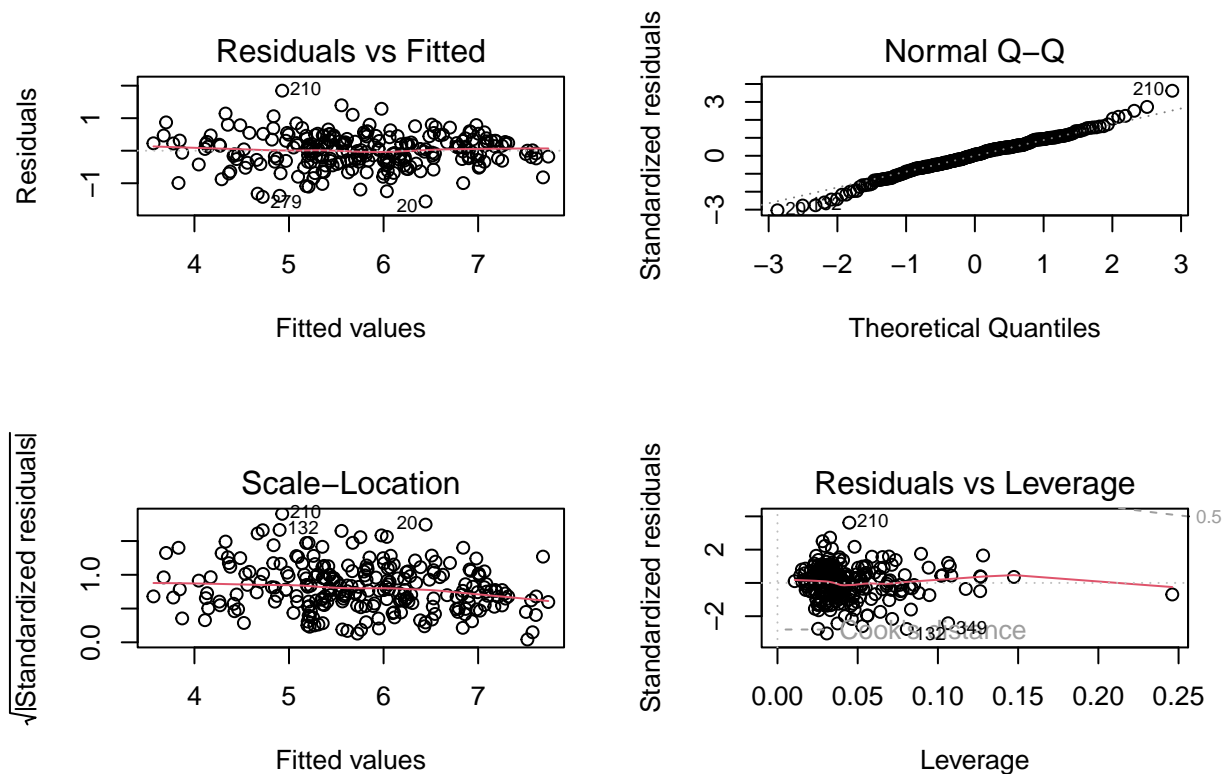 Residuals vs Fitted
Residuals
1
−1
210
279
20
4 5 6 7
Fitted values
Normal Q−Q
Standardized residuals
3
0
−3
210
20
−3 −2 −1 0 1 2 3
Theoretical Quantiles
Scale−Location
√|Standardized residuals|
1.0
0.0
210
132
20
4 5 6 7
Fitted values
Residuals vs Leverage
Standardized residuals
2
0
−2
210
0.5
132
349
Cook's distance
0.00 0.05 0.10 0.15 0.20 0.25
Leverage